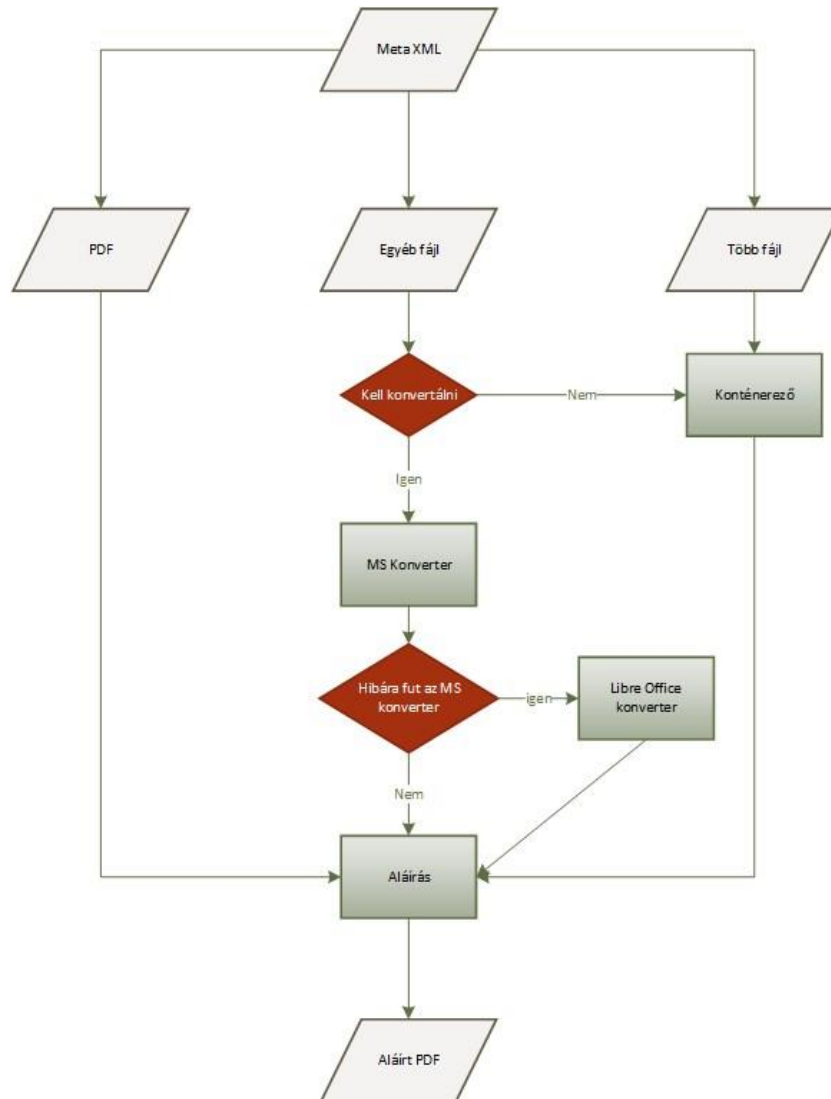 Meta XML
PDF
Egyéb fájl
Több fájl
Kell konvertálni
Nem
Konténerező
Igen
MS Konverter
Hibára fut az MS
konverter
igen
Libre Office
konverter
Nem
Aláírás
Aláírt PDF